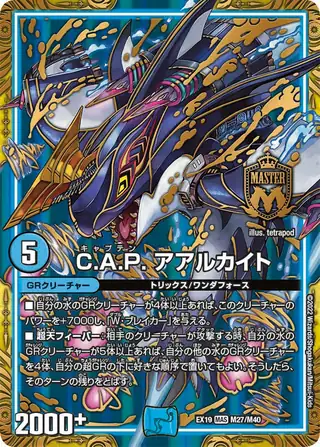 MASTER
illus. tetrapod
5
キャプテン
C.A.P. アアルカイト
GRクリーチャー
トリックス/ワンダフォース
■自分の水のGRクリーチャーが4体以上あれば、このクリーチャーの
パワーを+7000し、「W・ブレイカー」を与える。
■超天フィーバー:相手のクリーチャーが攻撃する時、自分の水の
GRクリーチャーが5体以上あれば、自分の他の水のGRクリーチャー
を4体、自分の超GRの下に好きな順序で置いてもよい。そうしたら、
そのターンの残りをとばす。
2000+
EX19 MAS M27/M40
©2022 Wizards/Shogakukan/Mitsui-Kids